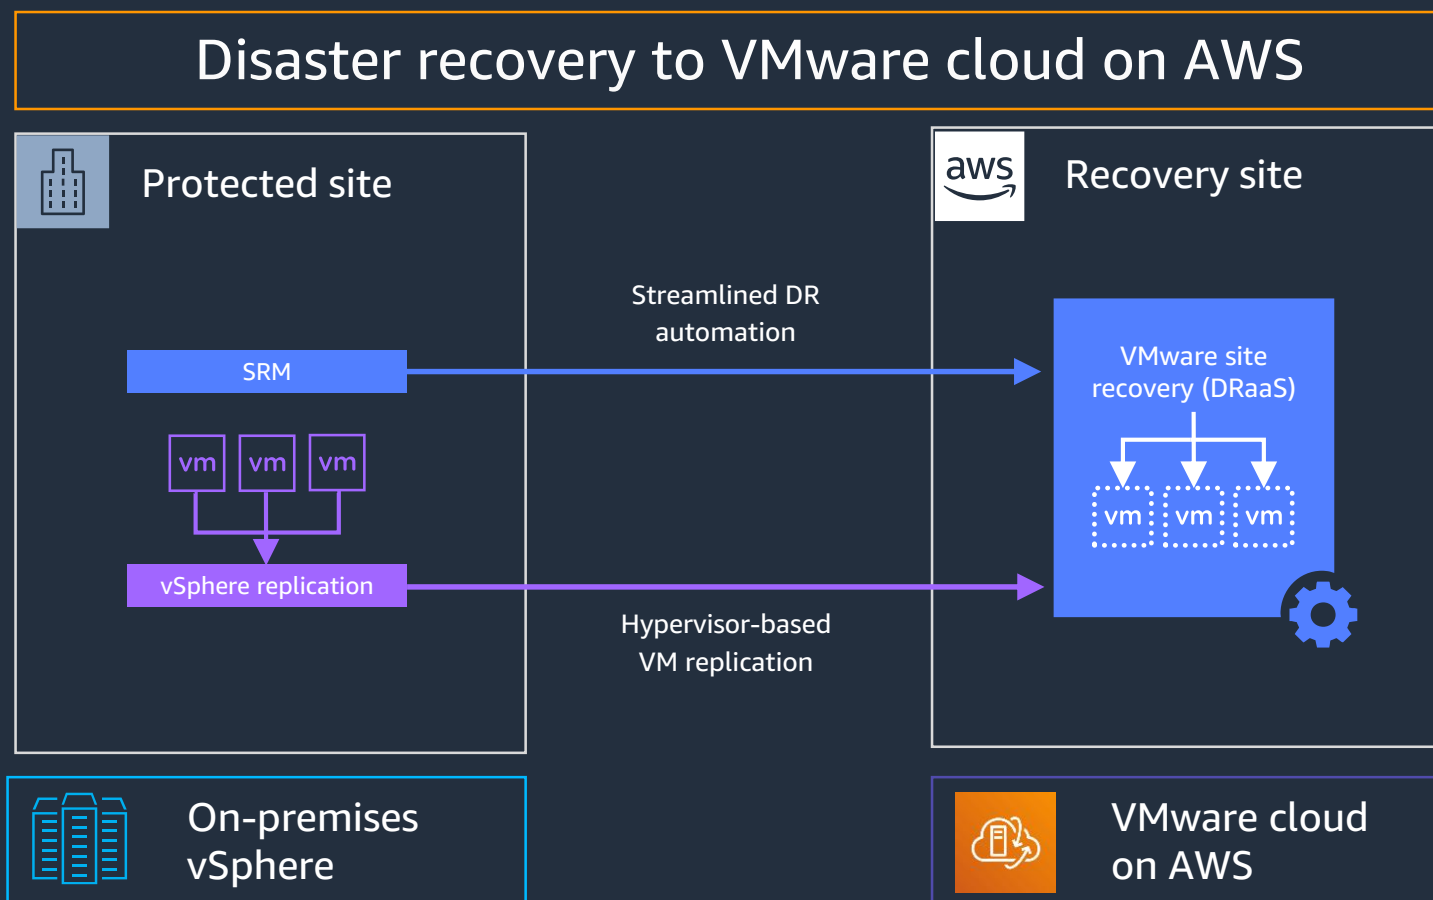 Disaster recovery to VMware cloud on AWS
Protected site
aws
Recovery site
Streamlined DR
automation
SRM
VMware site
recovery (DRaaS)
vm vm vm
vm vm vm
vSphere replication
Hypervisor-based
VM replication
On-premises
vSphere
VMware cloud
on AWS